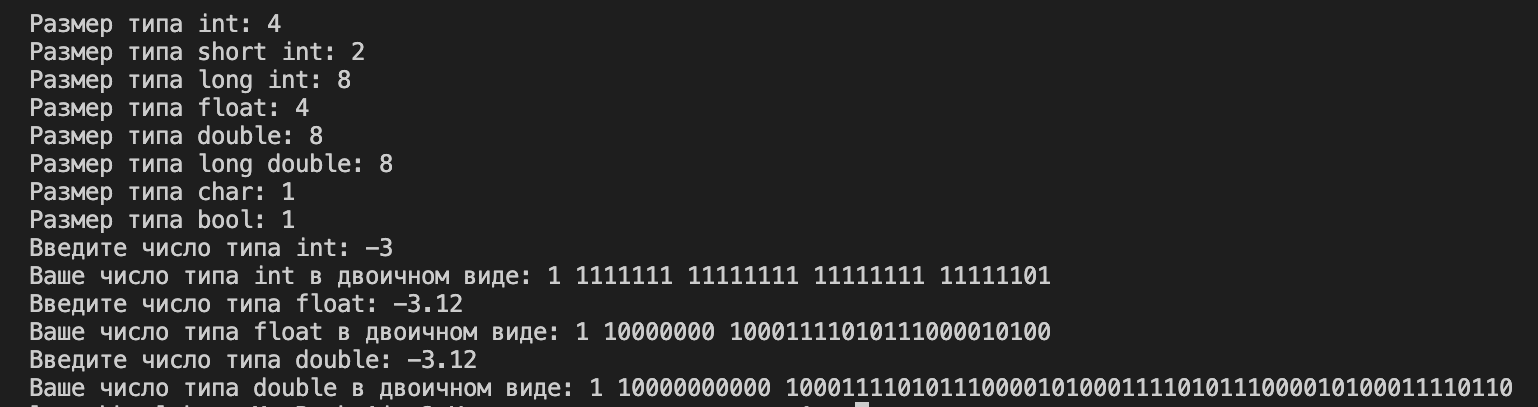 Размер типа int: 4
Размер типа short int: 2
Размер типа long int: 8
Размер типа float: 4
Размер типа double: 8
Размер типа long double: 8
Размер типа char: 1
Размер типа bool: 1
Введите число типа int: -3
Ваше число типа int в двоичном виде: 1 1111111 11111111 11111111 11111101
Введите число типа float: -3.12
Ваше число типа float в двоичном виде: 1 10000000 10001111010111000010100
Введите число типа double: -3.12
Ваше число типа double в двоичном виде: 1 10000000000 1000111101011100001010001111010111000010100011110110